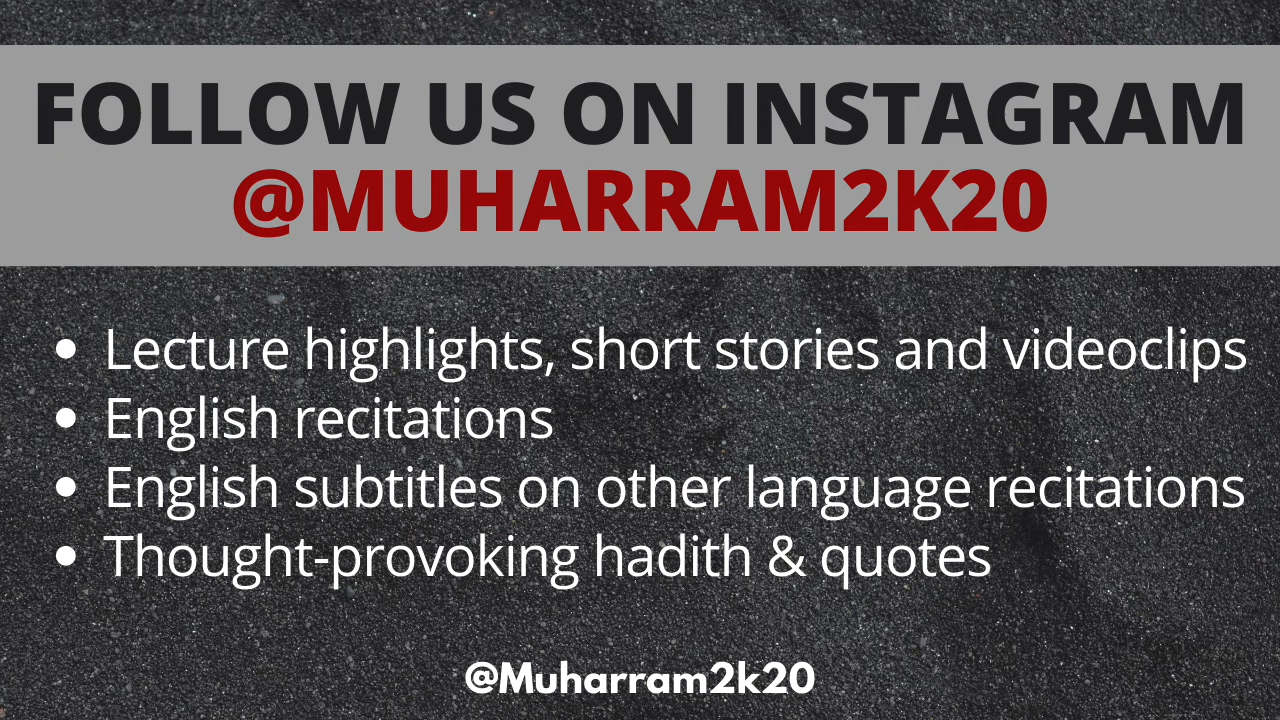 FOLLOW US ON INSTAGRAM
@MUHARRAM2K20
• Lecture highlights, short stories and videoclips
• English recitations
• English subtitles on other language recitations
• Thought-provoking hadith & quotes
@Muharram2k20